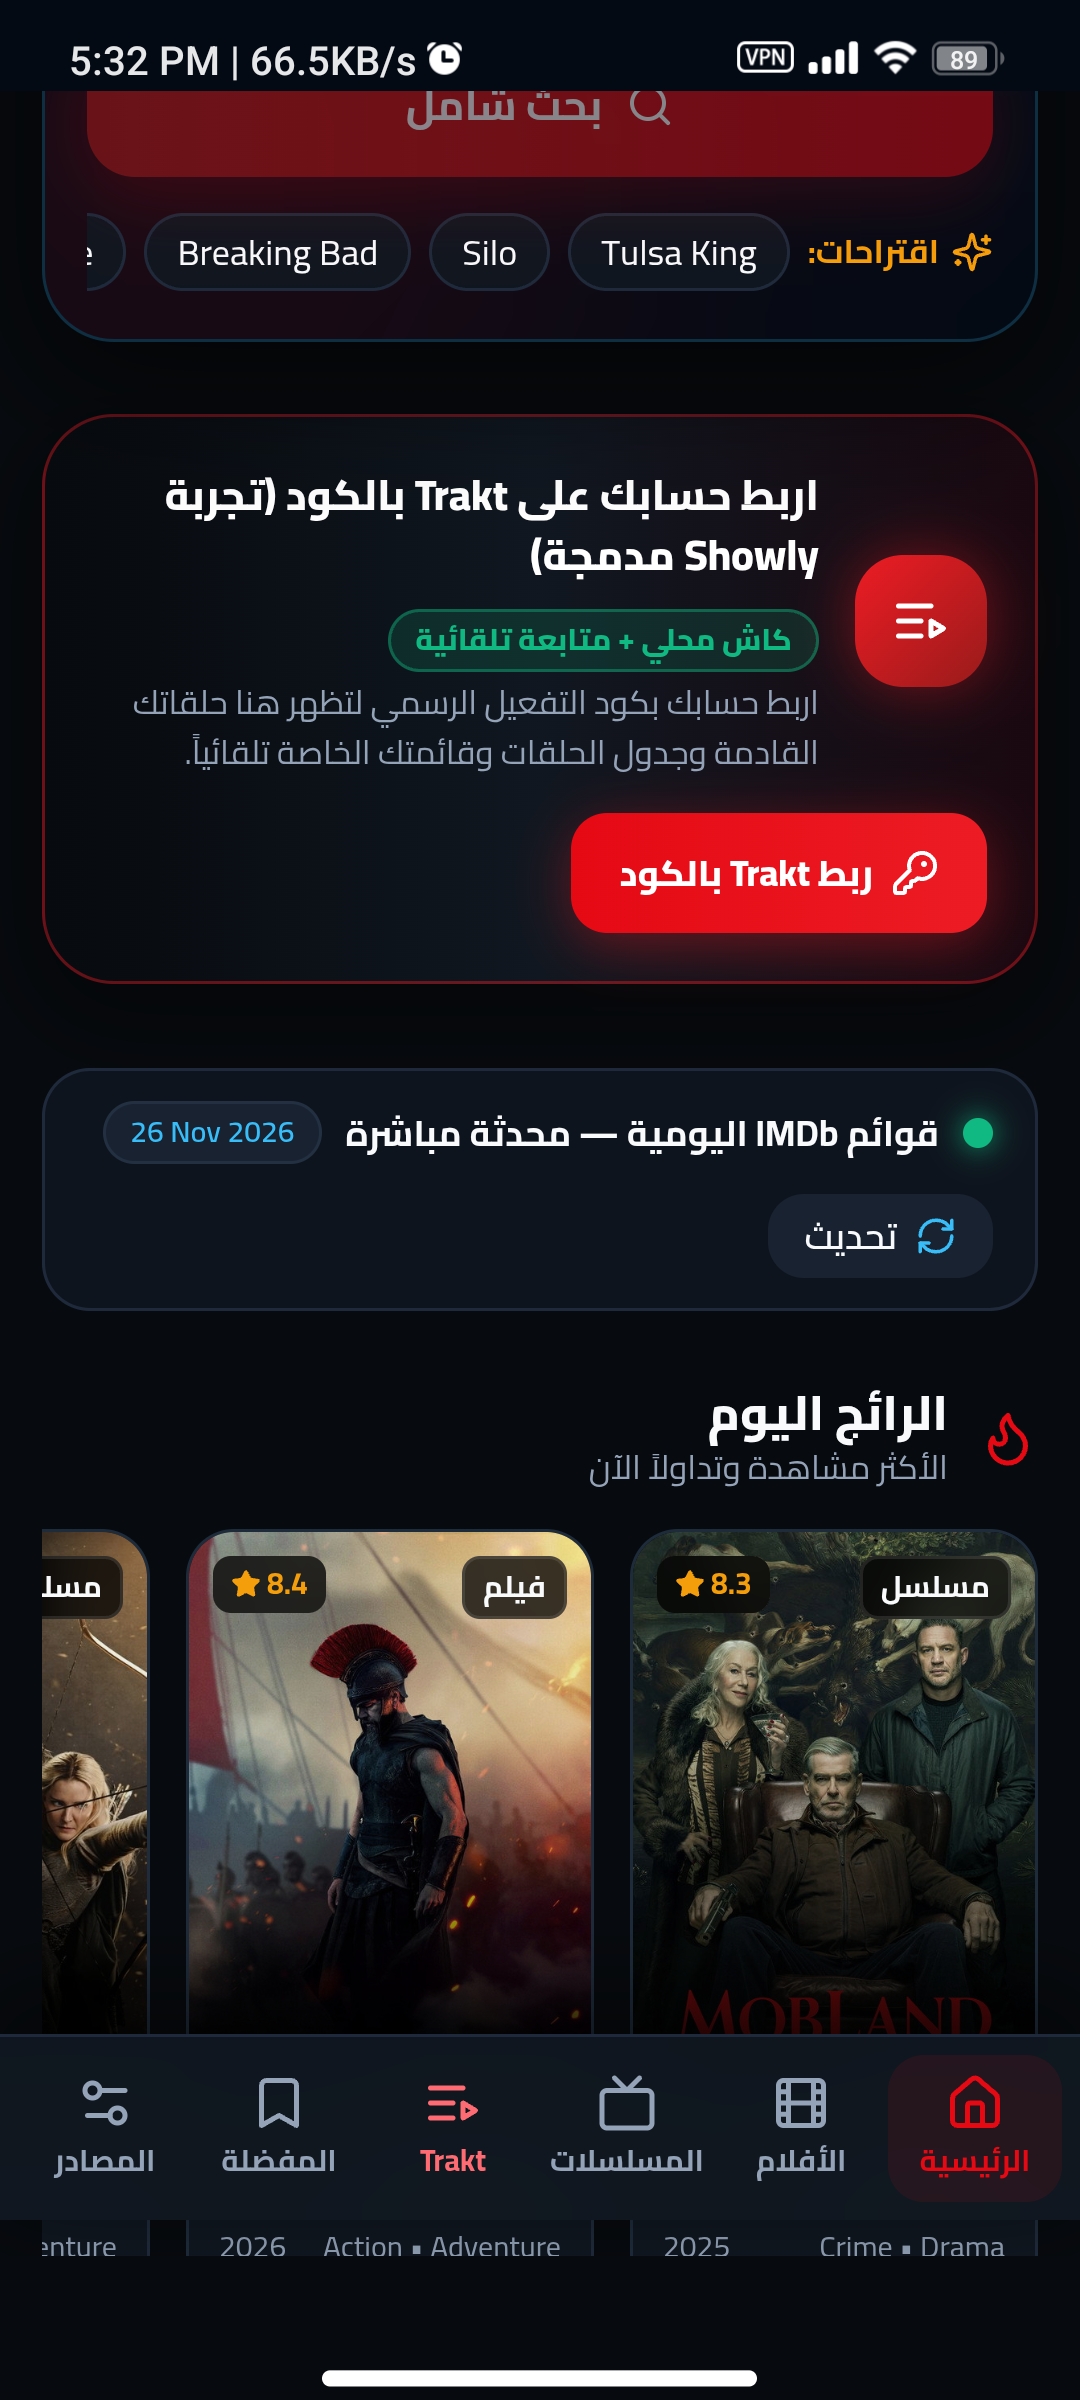 5:32 PM | 66.5KB/s
VPN
89
بحث شامل
اقتراحات:
Tulsa King
Silo
Breaking Bad
اربط حسابك على Trakt بالكود (تجربة
Showly مدمجة)
كاش محلي + متابعة تلقائية
اربط حسابك بكود التفعيل الرسمي لتظهر هنا حلقاتك
القادمة وجدول الحلقات وقائمتك الخاصة تلقائياً.
ربط Trakt بالكود
قوائم IMDb اليومية — محدثة مباشرة
26 Nov 2026
تحديث
الرائج اليوم
الأكثر مشاهدة وتداولاً الآن
مسلسل
8.3
فيلم
8.4
مسل
MOBLAND
الرئيسية
الأفلام
المسلسلات
Trakt
المفضلة
المصادر
Crime ▪ Drama
2025
Action ▪ Adventure
2026
enture